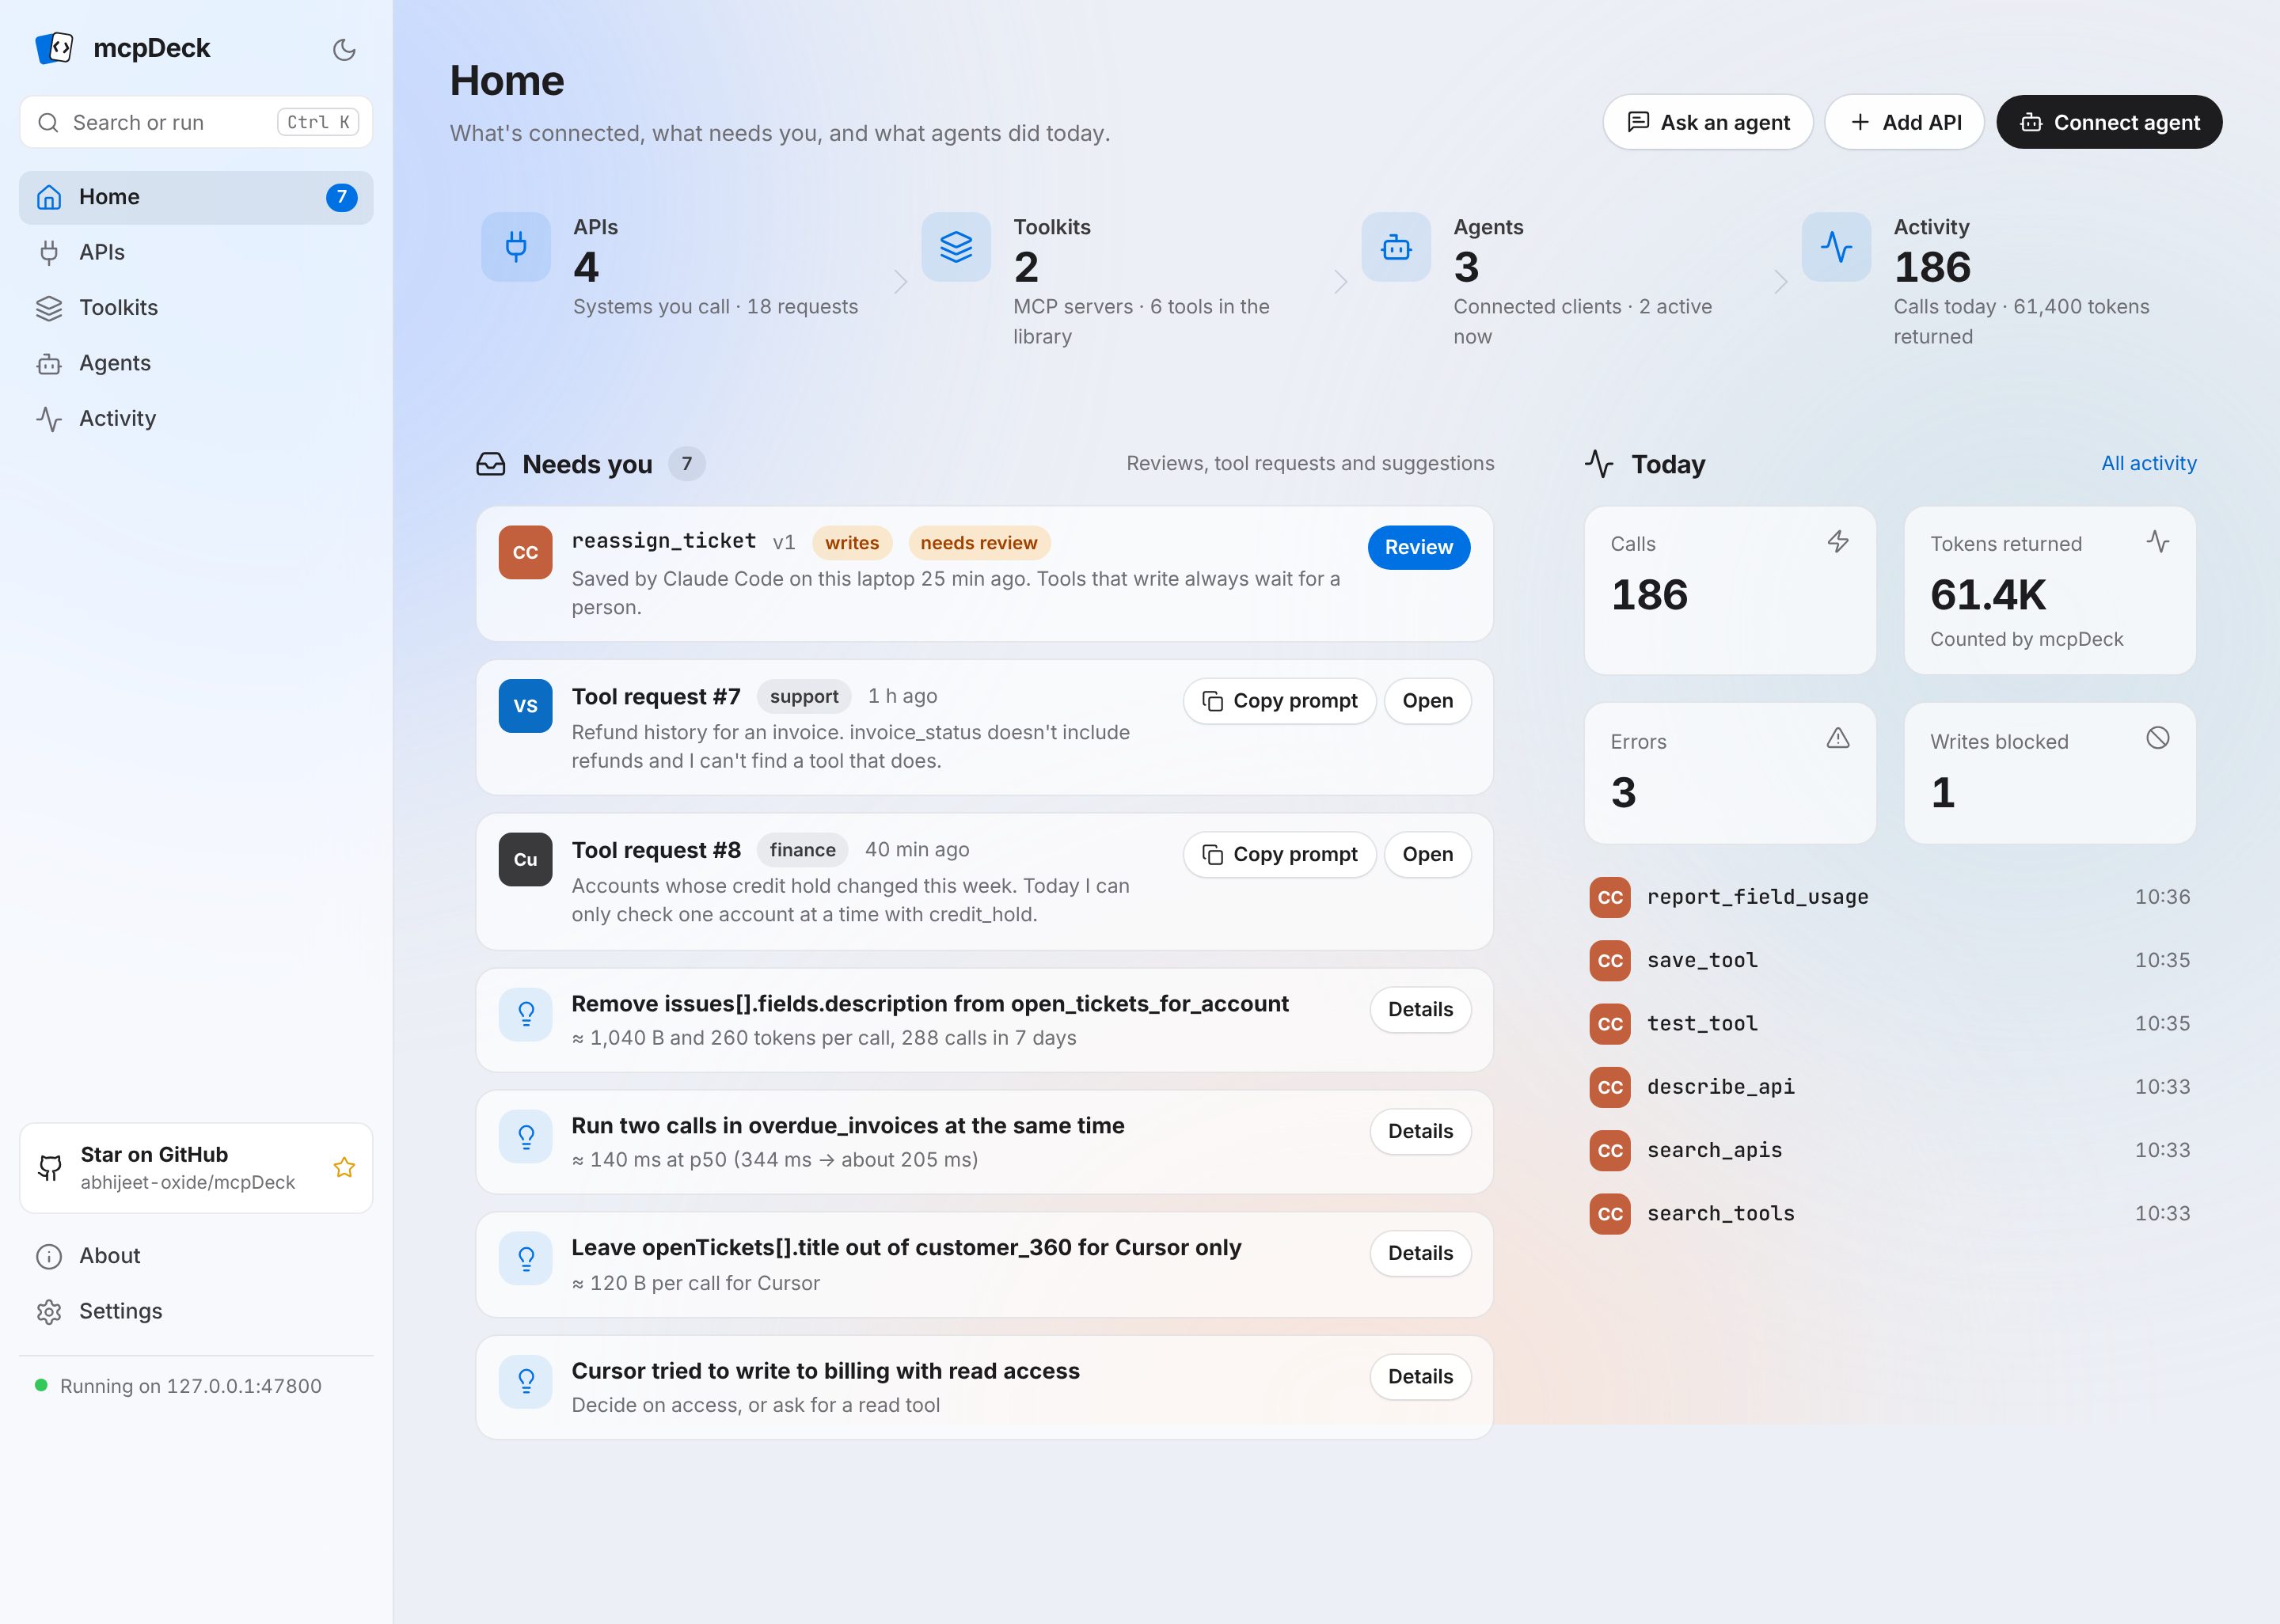 mcpDeck
Search or run
Ctrl K
Home
7
APIs
Toolkits
Agents
Activity
Star on GitHub
abhijeet-oxide/mcpDeck
About
Settings
Running on 127.0.0.1:47800
Home
What's connected, what needs you, and what agents did today.
Ask an agent
Add API
Connect agent
APIs
4
Systems you call · 18 requests
Toolkits
2
MCP servers · 6 tools in the
library
Agents
3
Connected clients · 2 active
now
Activity
186
Calls today · 61,400 tokens
returned
Needs you 7
Reviews, tool requests and suggestions
CC
reassign_ticket v1 writes needs review
Saved by Claude Code on this laptop 25 min ago. Tools that write always wait for a
person.
Review
VS
Tool request #7 support 1 h ago
Refund history for an invoice. invoice_status doesn't include
refunds and I can't find a tool that does.
Copy prompt
Open
Cu
Tool request #8 finance 40 min ago
Accounts whose credit hold changed this week. Today I can
only check one account at a time with credit_hold.
Copy prompt
Open
Remove issues[].fields.description from open_tickets_for_account
≈ 1,040 B and 260 tokens per call, 288 calls in 7 days
Details
Run two calls in overdue_invoices at the same time
≈ 140 ms at p50 (344 ms → about 205 ms)
Details
Leave openTickets[].title out of customer_360 for Cursor only
≈ 120 B per call for Cursor
Details
Cursor tried to write to billing with read access
Decide on access, or ask for a read tool
Details
Today
All activity
Calls
186
Tokens returned
61.4K
Counted by mcpDeck
Errors
3
Writes blocked
1
CC report_field_usage 10:36
CC save_tool 10:35
CC test_tool 10:35
CC describe_api 10:33
CC search_apis 10:33
CC search_tools 10:33